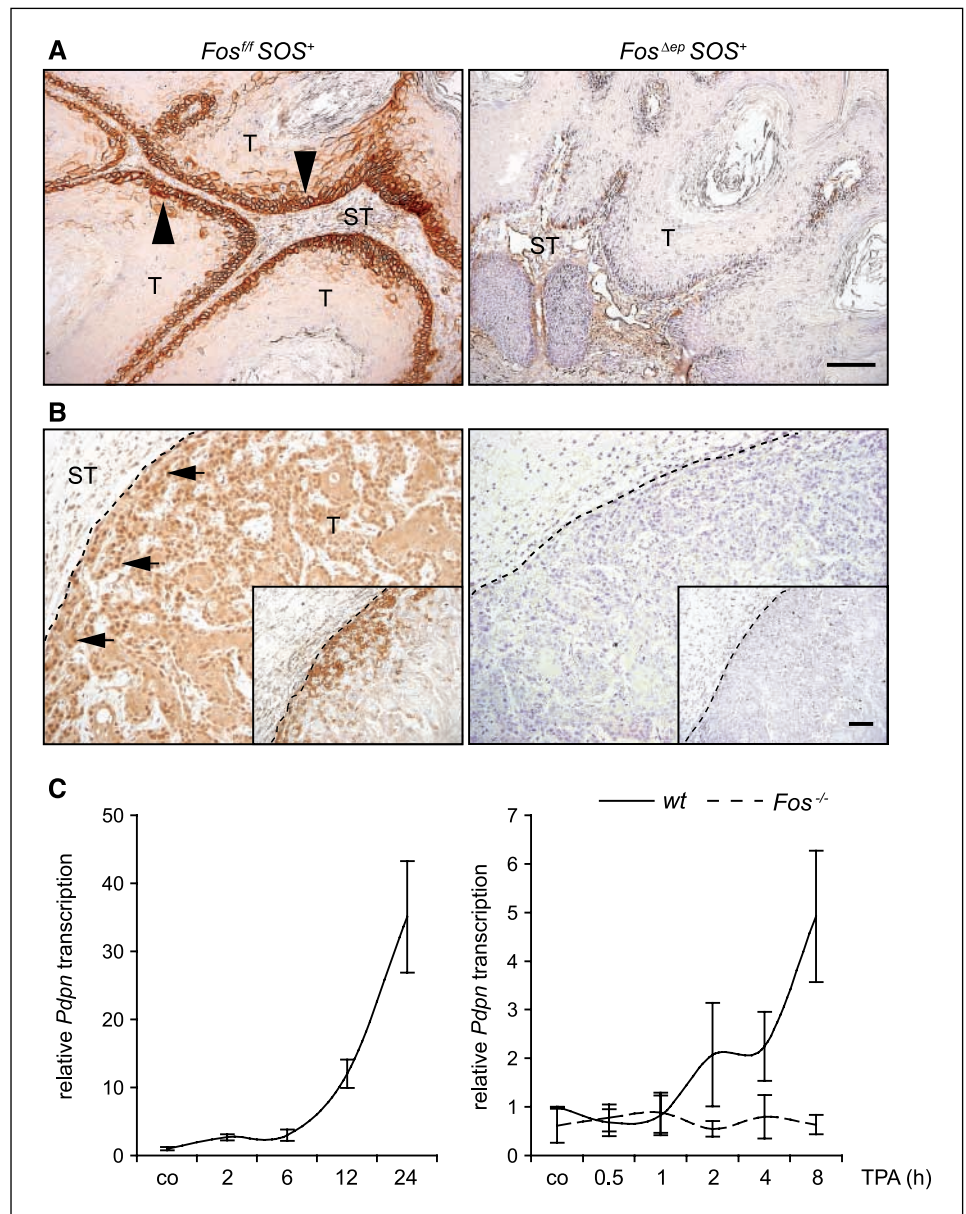 A
Fos^f/f SOS^+
Fos^Δep SOS^+
T
ST
T
T
ST
T
B
ST
T
C
wt
Fos^-/-
relative Pdpn transcription
50
40
30
20
10
0
co 2 6 12 24
relative Pdpn transcription
7
6
5
4
3
2
1
0
co 0.5 1 2 4 8 TPA (h)